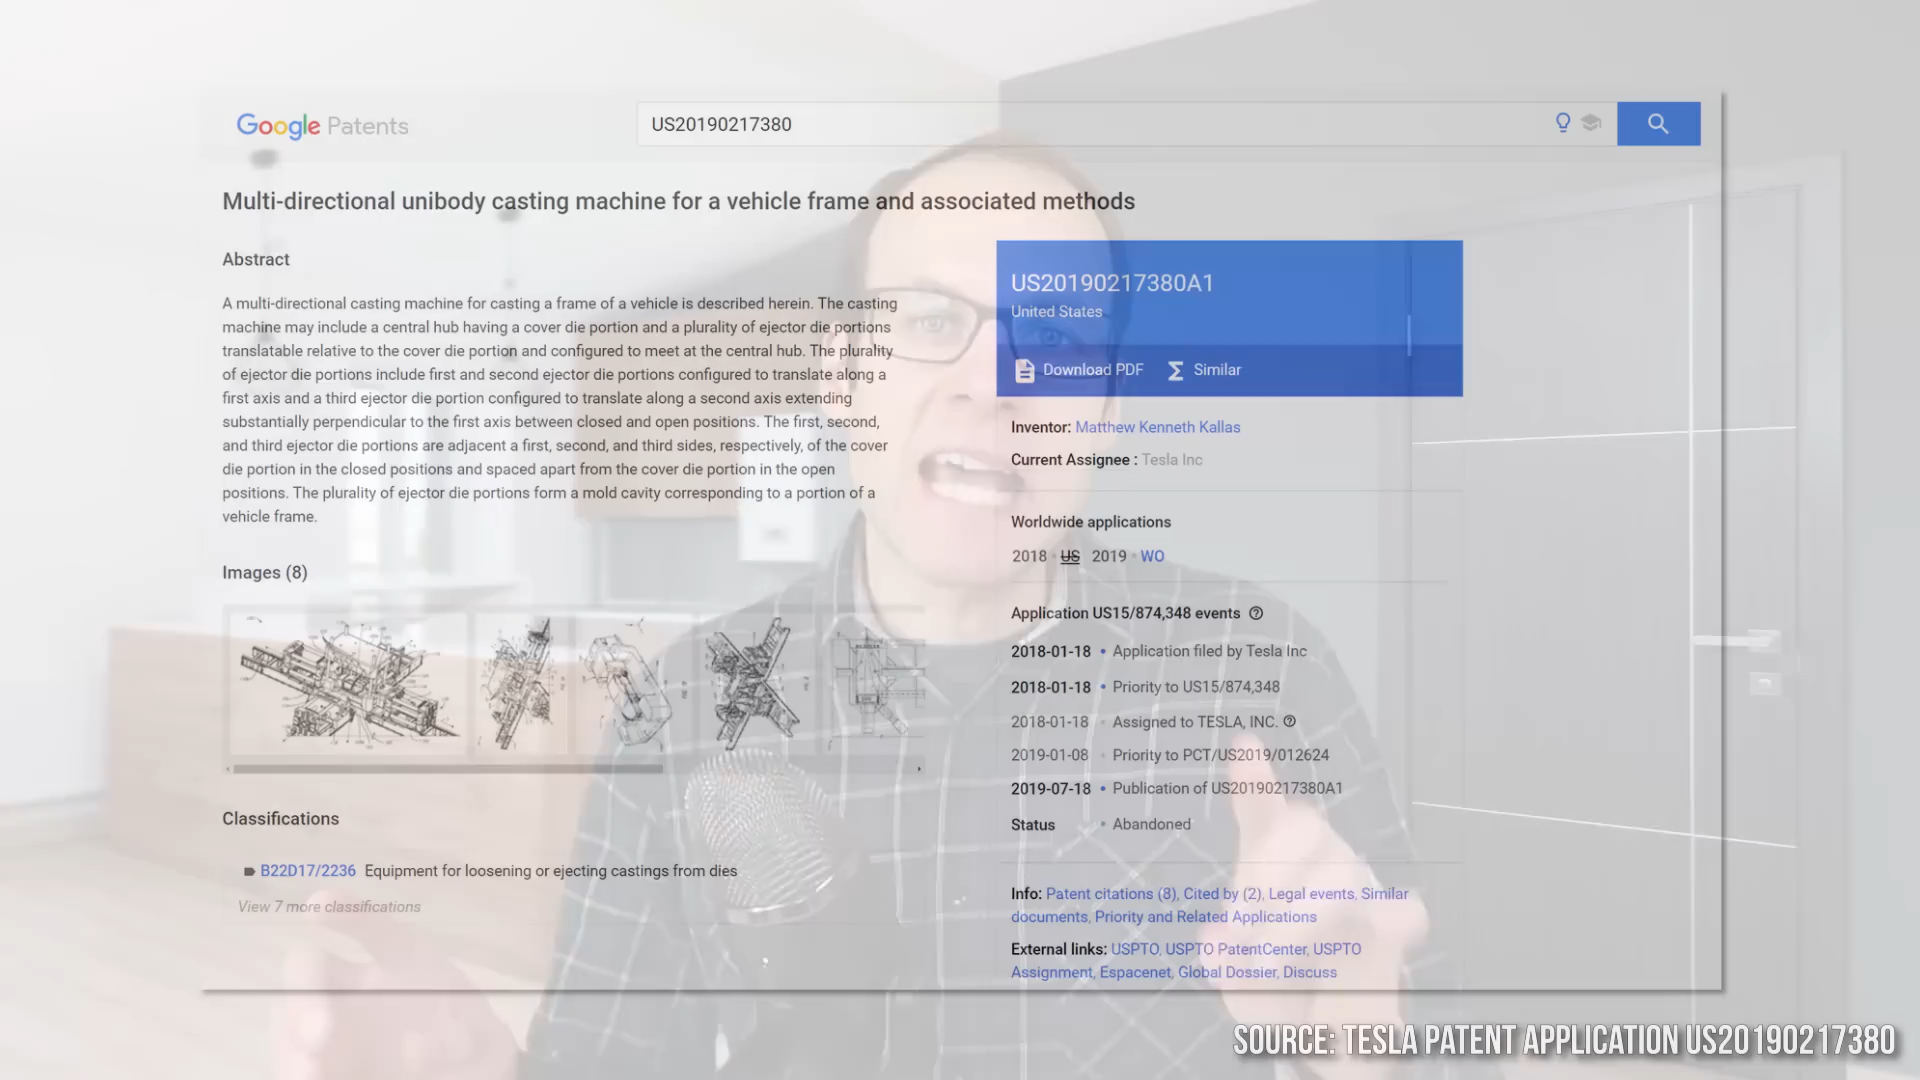 Google Patents
US20190217380
Multi-directional unibody casting machine for a vehicle frame and associated methods
Abstract
A multi-directional casting machine for casting a frame of a vehicle is described herein. The casting
machine may include a central hub having a cover die portion and a plurality of ejector die portions
translatable relative to the cover die portion and configured to meet at the central hub. The plurality
of ejector die portions include first and second ejector die portions configured to translate along a
first axis and a third ejector die portion configured to translate along a second axis extending
substantially perpendicular to the first axis between closed and open positions. The first, second,
and third ejector die portions are adjacent a first, second, and third sides, respectively, of the cover
die portion in the closed positions and spaced apart from the cover die portion in the open
positions. The plurality of ejector die portions form a mold cavity corresponding to a portion of a
vehicle frame.
Images (8)
Classifications
B22D17/2236 Equipment for loosening or ejecting castings from dies
View 7 more classifications
US20190217380A1
United States
Download PDF Similar
Inventor: Matthew Kenneth Kallas
Current Assignee : Tesla Inc
Worldwide applications
2018 • US 2019 • WO
Application US15/874,348 events
2018-01-18 • Application filed by Tesla Inc
2018-01-18 • Priority to US15/874,348
2018-01-18 • Assigned to TESLA, INC.
2019-01-08 • Priority to PCT/US2019/012624
2019-07-18 • Publication of US20190217380A1
Status • Abandoned
Info: Patent citations (8), Cited by (2), Legal events, Similar
documents, Priority and Related Applications
External links: USPTO, USPTO PatentCenter, USPTO
Assignment, Espacenet, Global Dossier, Discuss
SOURCE: TESLA PATENT APPLICATION US20190217380